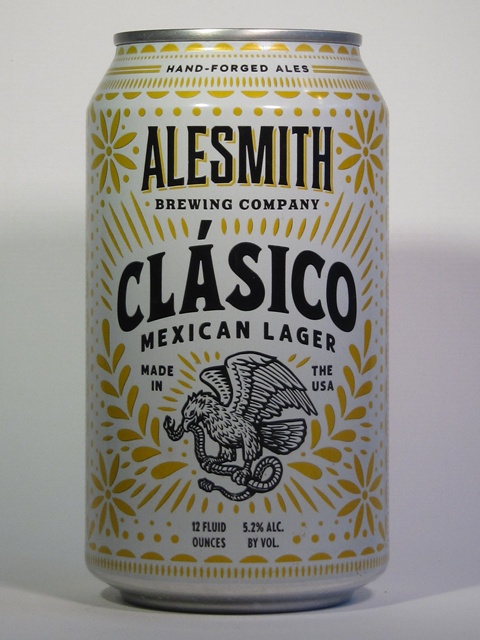 HAND-FORGED ALES
ALESMITH
BREWING COMPANY
CLÁSICO
MEXICAN LAGER
MADE IN
THE USA
12 FLUID OUNCES
5.2% ALC. BY VOL.